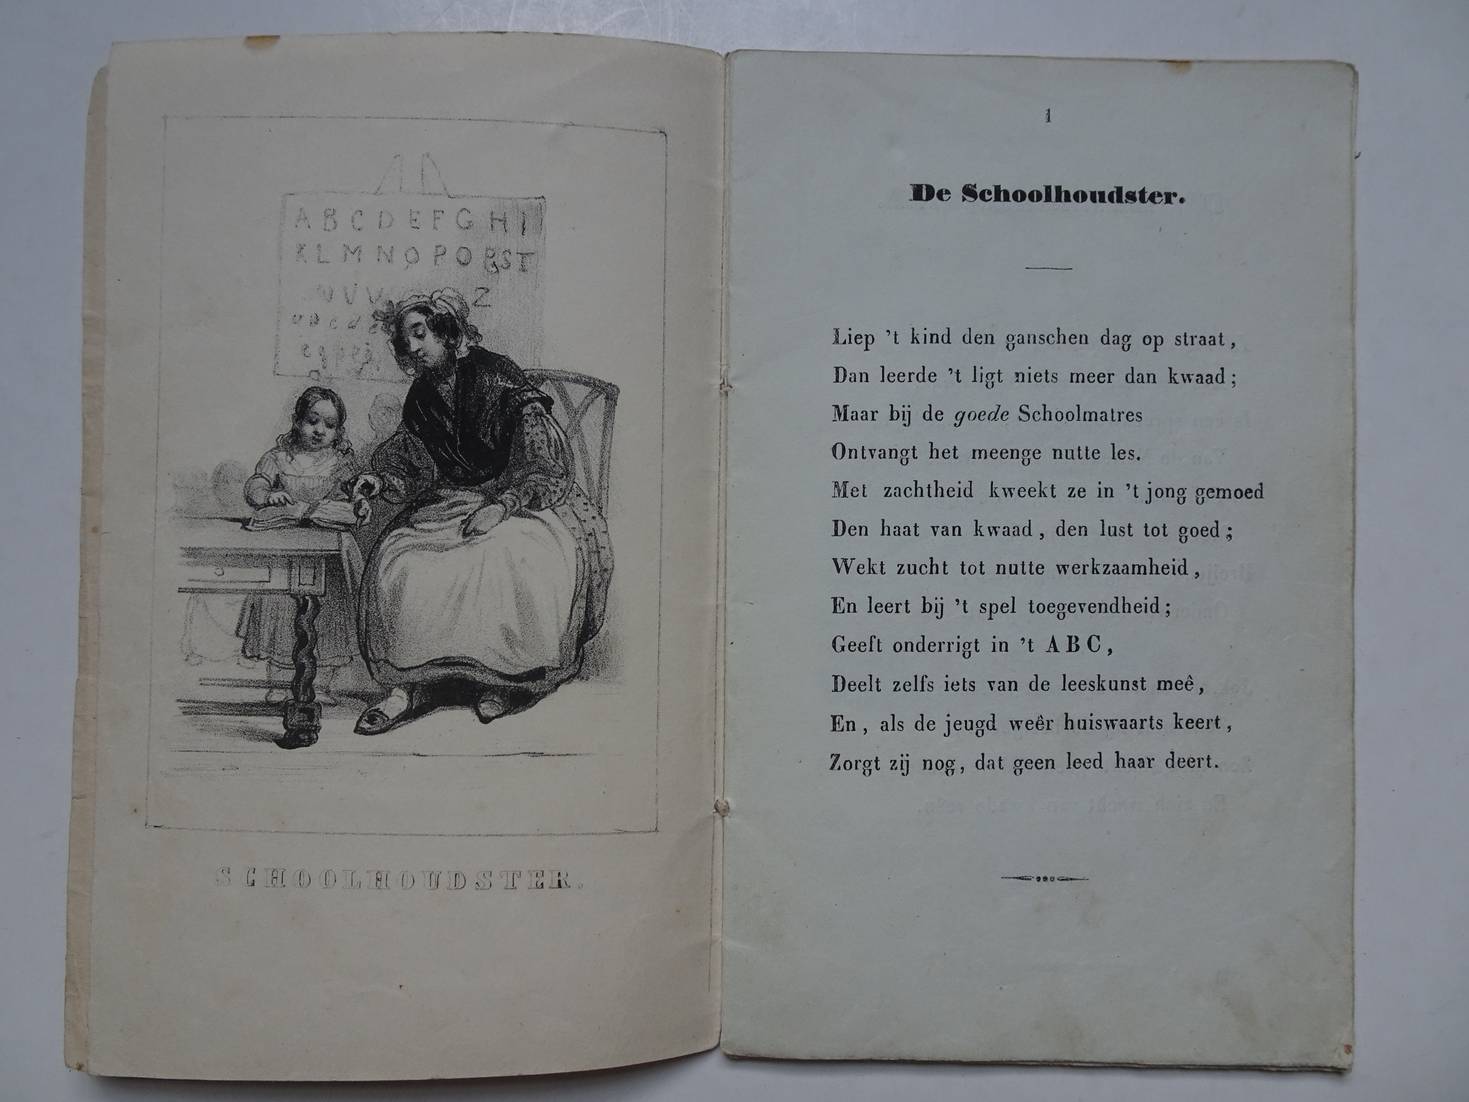 A B C D E F G H I
K L M N O P Q R S T
SCHOOLHOUDSTER.
1
De Schoolhoudster.
Liep 't kind den ganschen dag op straat,
Dan leerde 't ligt niets meer dan kwaad;
Maar bij de goede Schoolmatres
Ontvangt het meenge nutte les.
Met zachtheid kweekt ze in 't jong gemoed
Den haat van kwaad, den lust tot goed;
Wekt zucht tot nutte werkzaamheid,
En leert bij 't spel toegevendheid;
Geeft onderrigt in 't ABC,
Deelt zelfs iets van de leeskunst meê,
En, als de jeugd weêr huiswaarts keert,
Zorgt zij nog, dat geen leed haar deert.